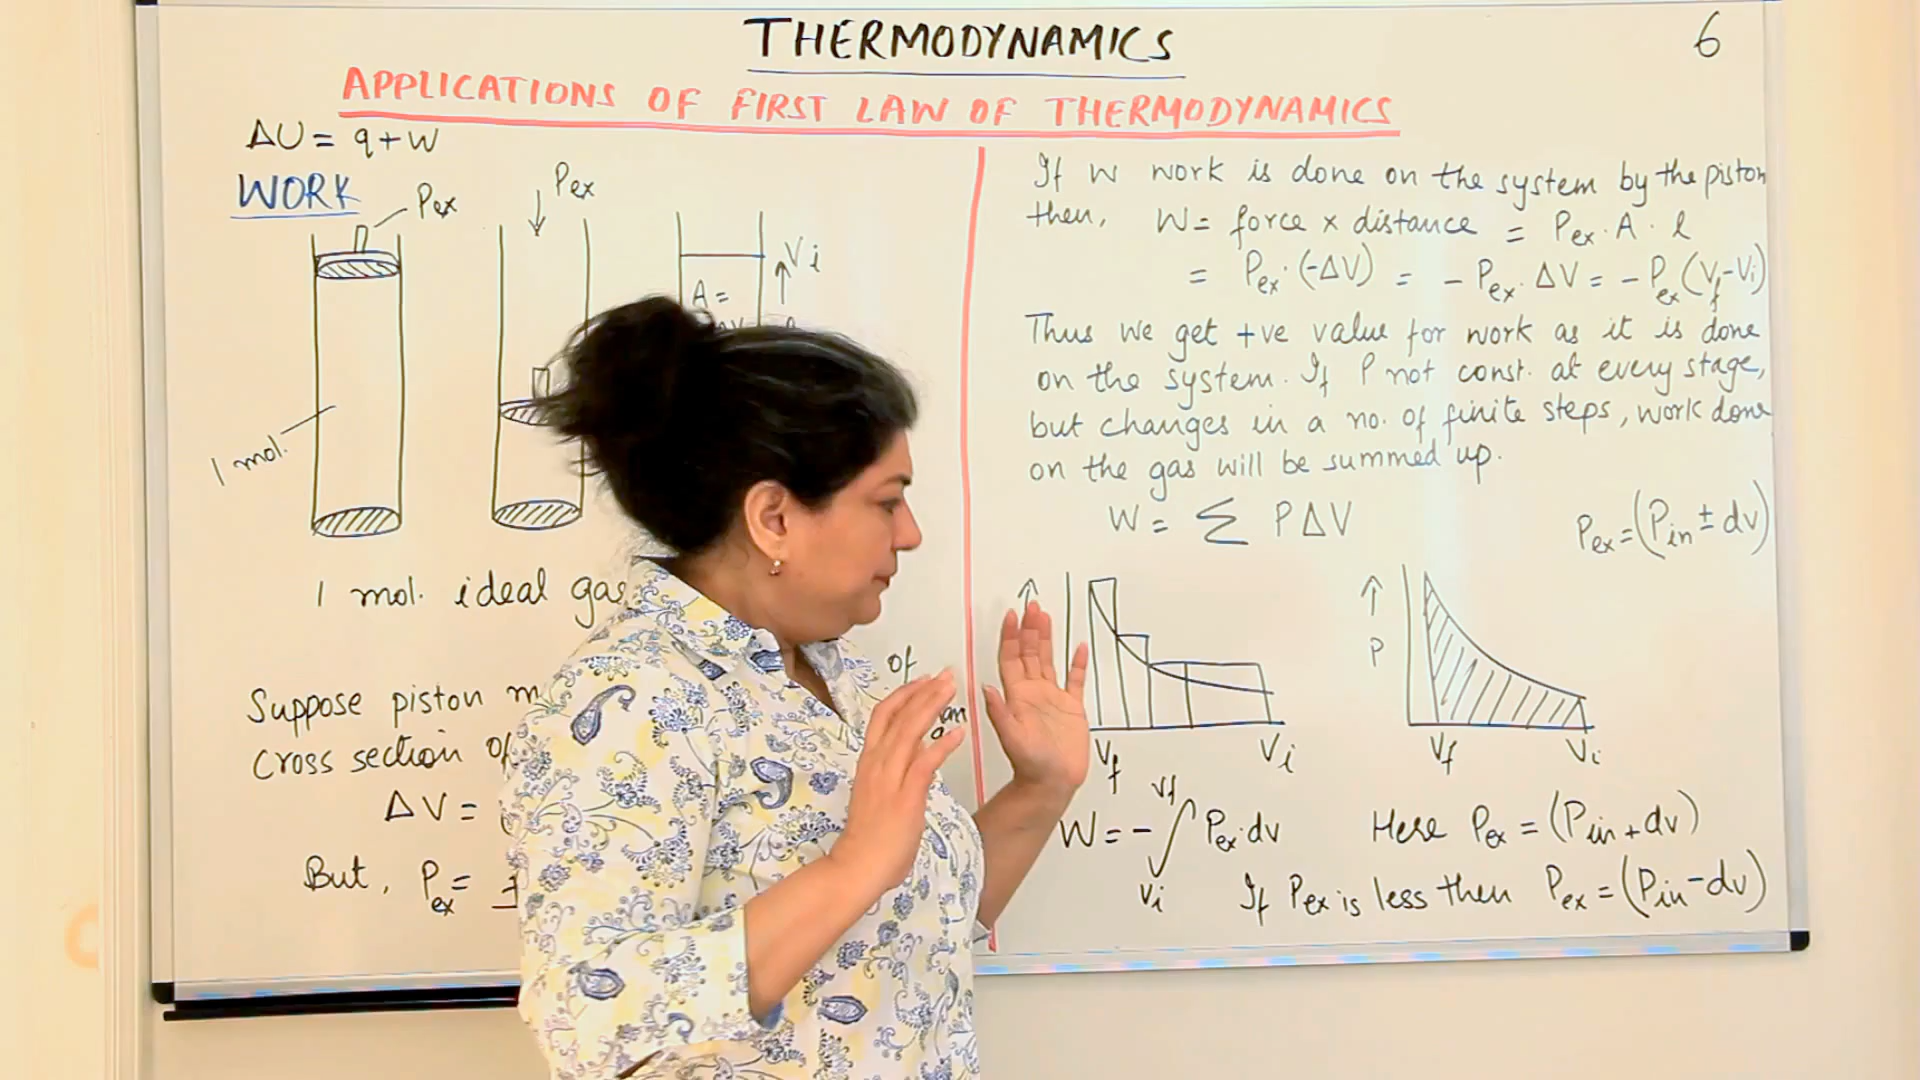 THERMODYNAMICS
6
APPLICATIONS OF FIRST LAW OF THERMODYNAMICS
ΔU = q + w
WORK
Pex
Pex
Vi
A =
1 mol.
1 mol. ideal gas
Suppose piston
of
Cross section of
ΔV =
But, Pex =
If w work is done on the system by the piston
then, W = force x distance = Pex . A . l
= Pex . (-ΔV) = - Pex . ΔV = - Pex (Vf - Vi)
Thus we get +ve value for work as it is done
on the system. If P not const. at every stage,
but changes in a no. of finite steps, work done
on the gas will be summed up.
W = Σ PΔV
Pex = (Pin ± dv)
P
Vf
Vi
Vf
Vi
W = - ∫ Vf Vi Pex . dv
Here Pex = (Pin + dv)
If Pex is less then Pex = (Pin - dv)